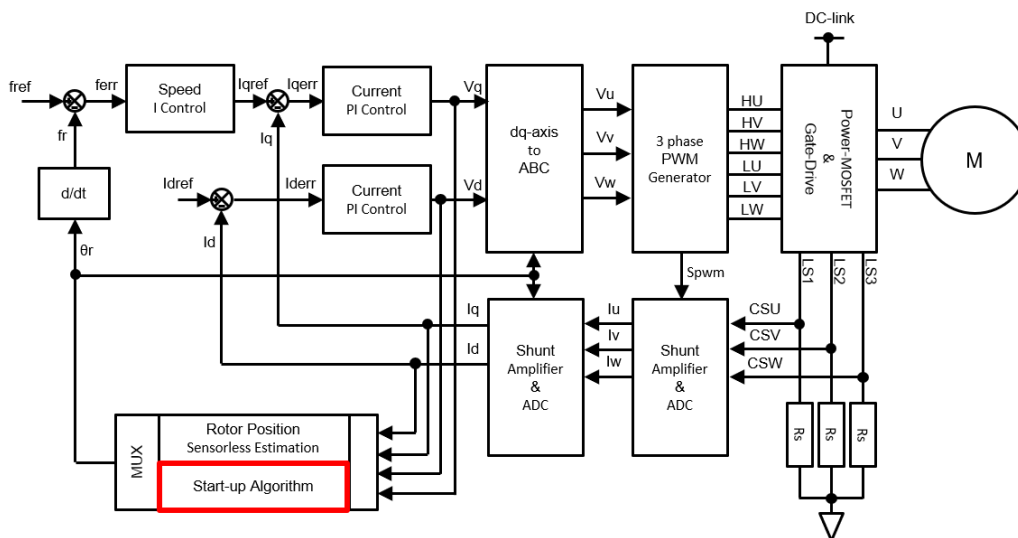 DC-link
fref
ferr
Speed
I Control
Iqref
Iqerr
Current
PI Control
Vq
dq-axis
to
ABC
Vu
Vv
Vw
3 phase
PWM
Generator
HU
HV
HW
LU
LV
LW
Power-MOSFET
&
Gate-Drive
U
V
W
M
fr
Iq
d/dt
Idref
Iderr
Current
PI Control
Vd
Id
θr
Spwm
LS1
LS2
LS3
Iq
Id
Shunt
Amplifier
&
ADC
Iu
Iv
Iw
Shunt
Amplifier
&
ADC
CSU
CSV
CSW
Rs
Rs
Rs
MUX
Rotor Position
Sensorless Estimation
Start-up Algorithm